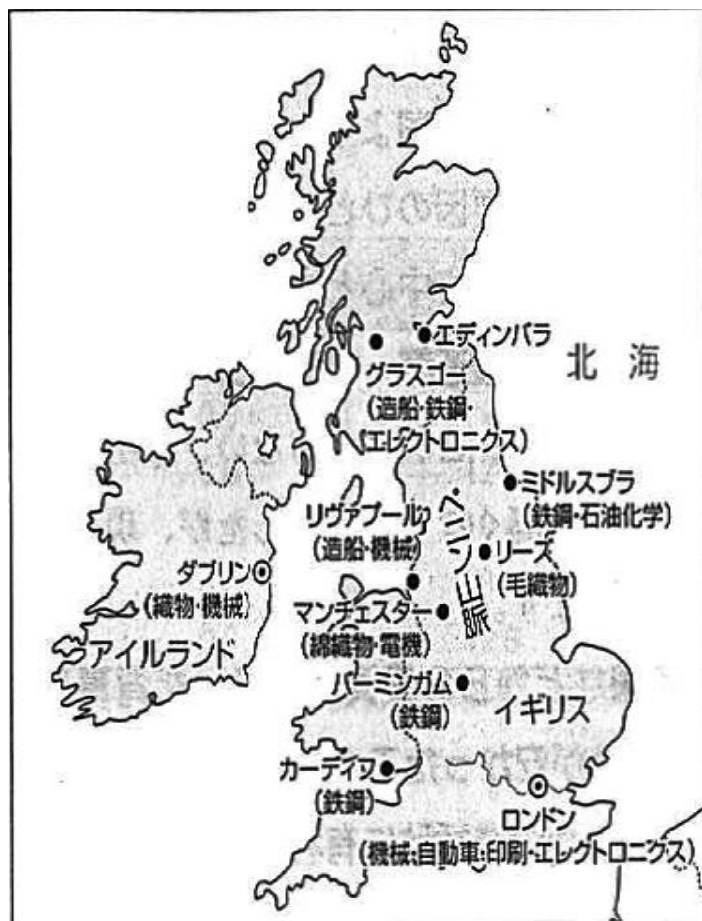 エディンバラ
北海
グラスゴー
(造船・鉄鋼・
エレクトロニクス)
ミドルスブラ
(鉄鋼・石油化学)
リヴァプール
(造船・機械)
ペニン山脈
リーズ
(毛織物)
ダブリン
(織物・機械)
マンチェスター
(綿織物・電機)
アイルランド
バーミンガム
(鉄鋼)
イギリス
カーディフ
(鉄鋼)
ロンドン
(機械・自動車・印刷・エレクトロニクス)